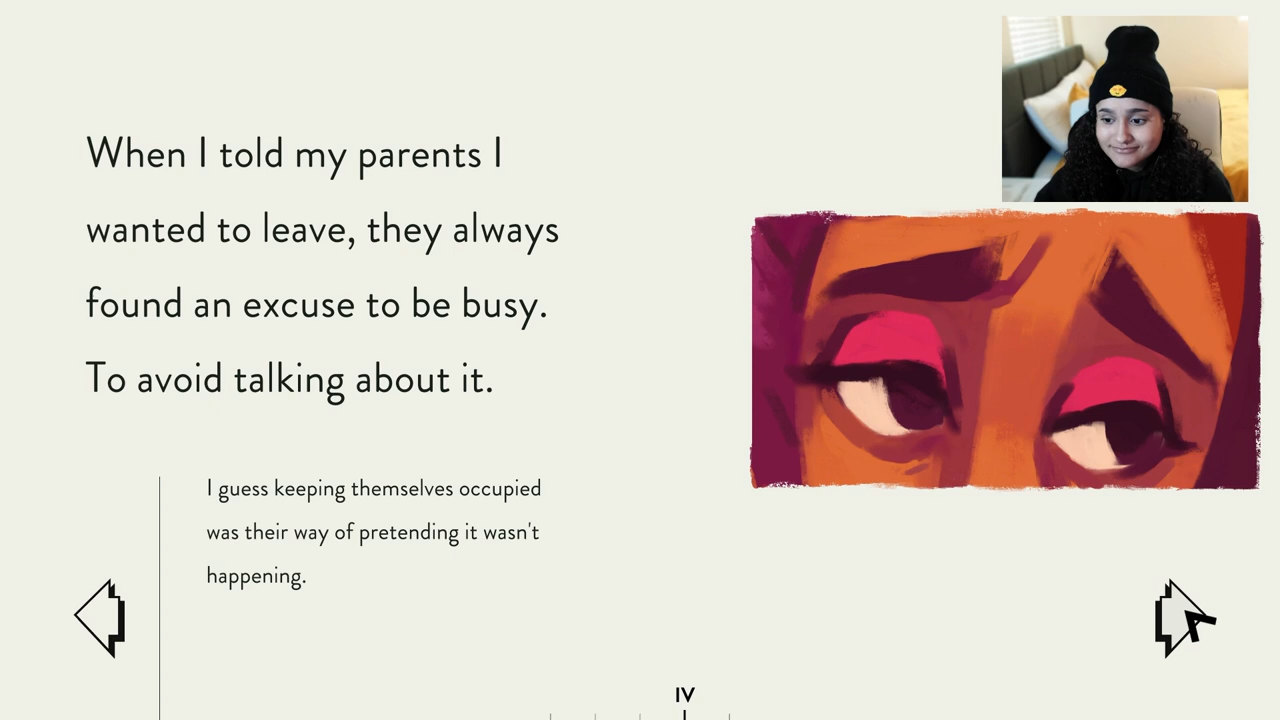 When I told my parents I
wanted to leave, they always
found an excuse to be busy.
To avoid talking about it.
I guess keeping themselves occupied
was their way of pretending it wasn't
happening.
IV